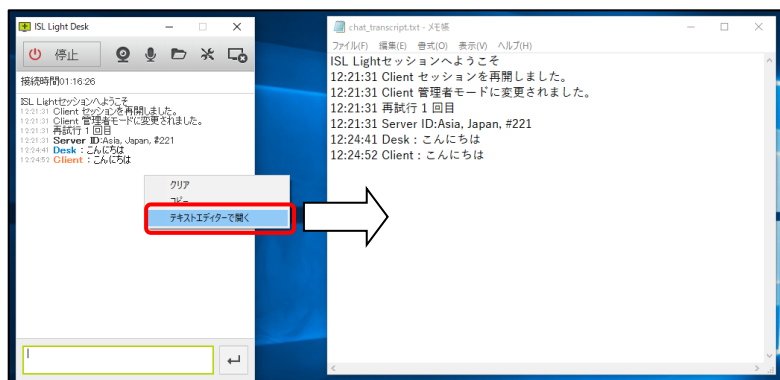 ISL Light Desk
停止
接続時間01:16:26
ISL Lightセッションへようこそ
12:21:31 Client セッションを再開しました。
12:21:31 Client 管理者モードに変更されました。
12:21:31 再試行 1 回目
12:21:31 Server ID:Asia, Japan, #221
12:24:41 Desk : こんにちは
12:24:52 Client : こんにちは
クリア
コピー
テキストエディターで開く
chat_transcript.txt - メモ帳
ファイル(F) 編集(E) 書式(O) 表示(V) ヘルプ(H)
ISL Lightセッションへようこそ
12:21:31 Client セッションを再開しました。
12:21:31 Client 管理者モードに変更されました。
12:21:31 再試行 1 回目
12:21:31 Server ID:Asia, Japan, #221
12:24:41 Desk : こんにちは
12:24:52 Client : こんにちは